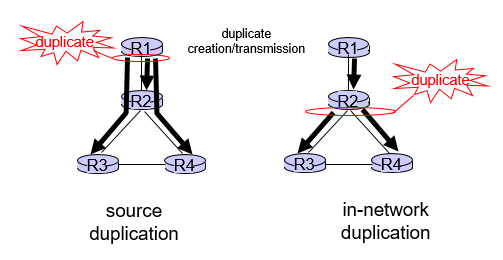 duplicate
R1
R2
R3
R4
source
duplication
duplicate
creation/transmission
R1
duplicate
R2
R3
R4
in-network
duplication